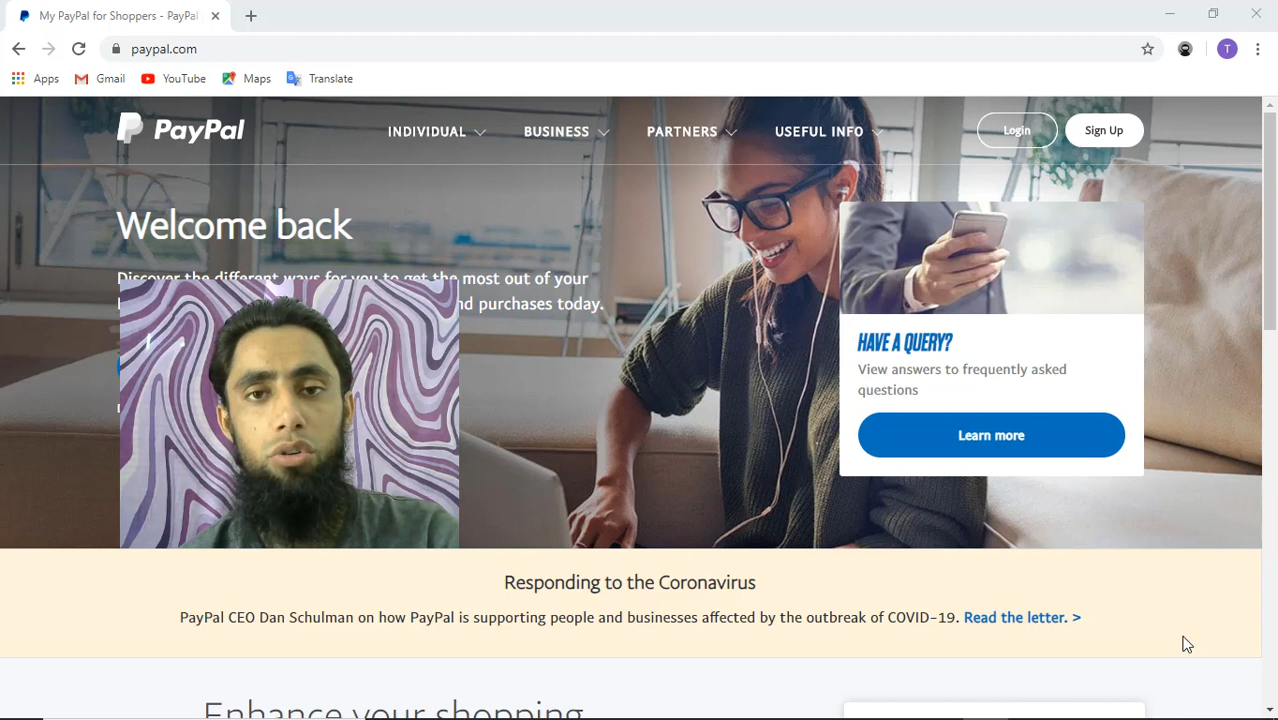 My PayPal for Shoppers - PayPal
paypal.com
T
Apps
Gmail
YouTube
Maps
Translate
PayPal
INDIVIDUAL
BUSINESS
PARTNERS
USEFUL INFO
Login
Sign Up
Welcome back
Discover the different ways for you to get the most out of your
nd purchases today.
HAVE A QUERY?
View answers to frequently asked
questions
Learn more
Responding to the Coronavirus
PayPal CEO Dan Schulman on how PayPal is supporting people and businesses affected by the outbreak of COVID-19. Read the letter. >
Enhance your shopping